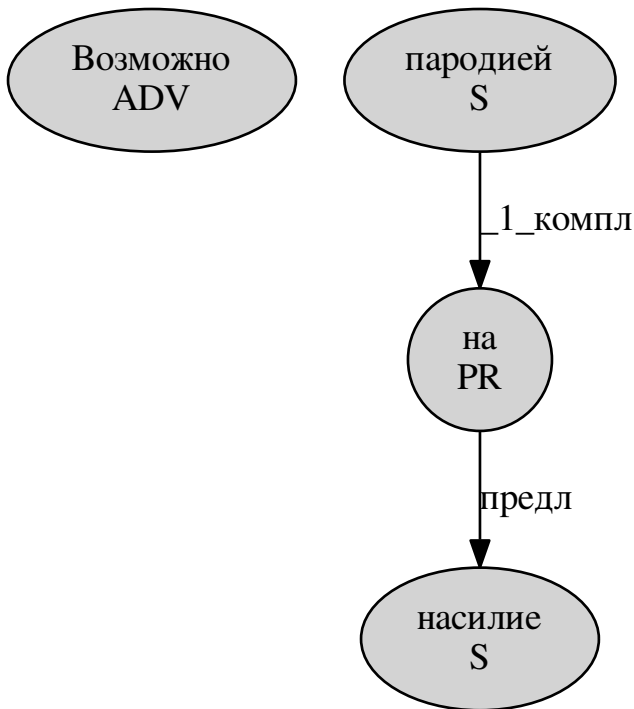 Возможно
ADV
пародией
S
_1_компл
на
PR
предл
насилие
S